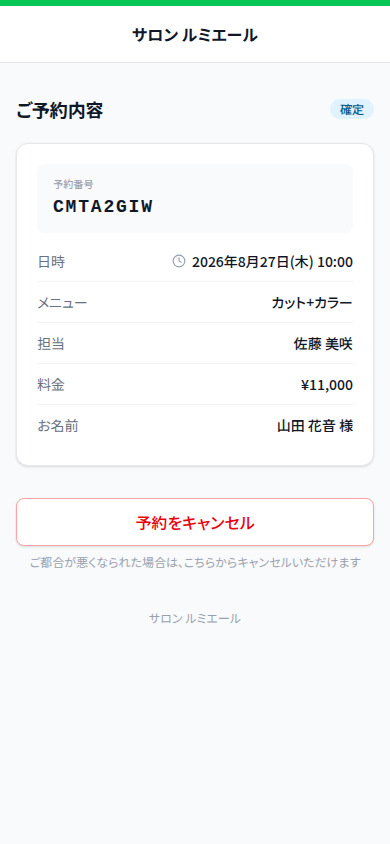 サロン ルミエール
ご予約内容
確定
予約番号
CMTA2GIW
日時 2026年8月27日(木) 10:00
メニュー カット+カラー
担当 佐藤 美咲
料金 ¥11,000
お名前 山田 花音 様
予約をキャンセル
ご都合が悪くなられた場合は、こちらからキャンセルいただけます
サロン ルミエール